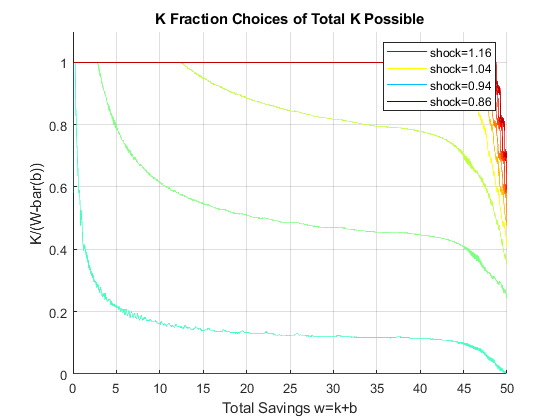 K Fraction Choices of Total K Possible
shock=1.16
shock=1.04
shock=0.94
shock=0.86
K/(W-bar(b))
1
0.8
0.6
0.4
0.2
0
0 5 10 15 20 25 30 35 40 45 50
Total Savings w=k+b